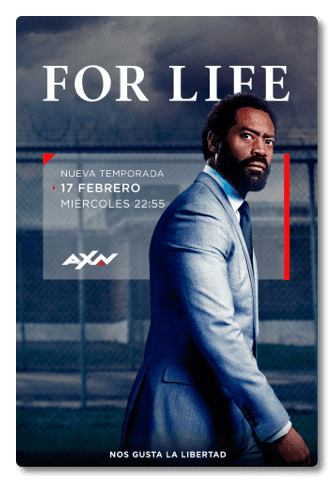 FOR LIFE
NUEVA TEMPORADA
17 FEBRERO
MIÉRCOLES 22:55
AXN
NOS GUSTA LA LIBERTAD